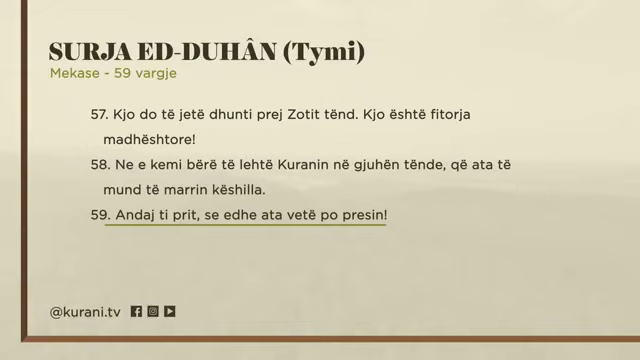 SURJA ED-DUHÂN (Tymi)
Mekase - 59 vargje
57. Kjo do të jetë dhunti prej Zotit tënd. Kjo është fitorja
madhështore!
58. Ne e kemi bërë të lehtë Kuranin në gjuhën tënde, që ata të
mund të marrin këshilla.
59. Andaj ti prit, se edhe ata vetë po presin!
@kurani.tv